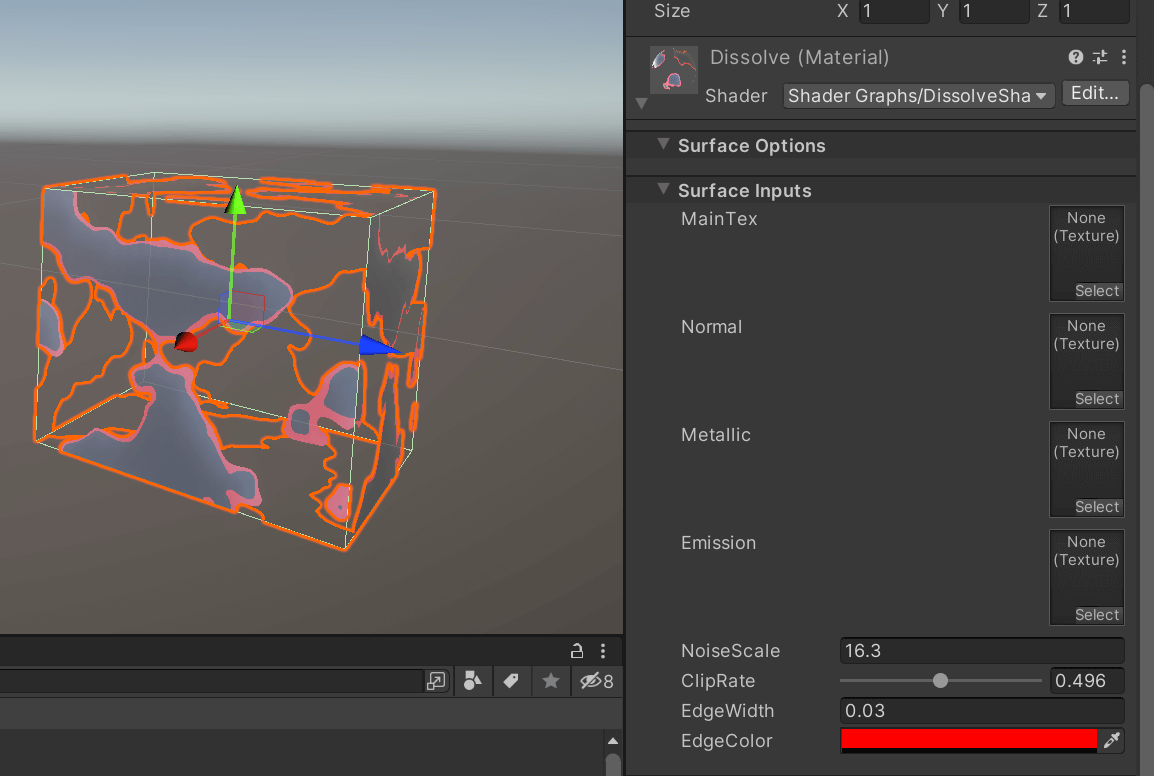 Size X 1 Y 1 Z 1
Dissolve (Material)
Shader Shader Graphs/DissolveSha Edit...
Surface Options
Surface Inputs
MainTex
None
(Texture)
Select
Normal
None
(Texture)
Select
Metallic
None
(Texture)
Select
Emission
None
(Texture)
Select
NoiseScale 16.3
ClipRate 0.496
EdgeWidth 0.03
EdgeColor
8